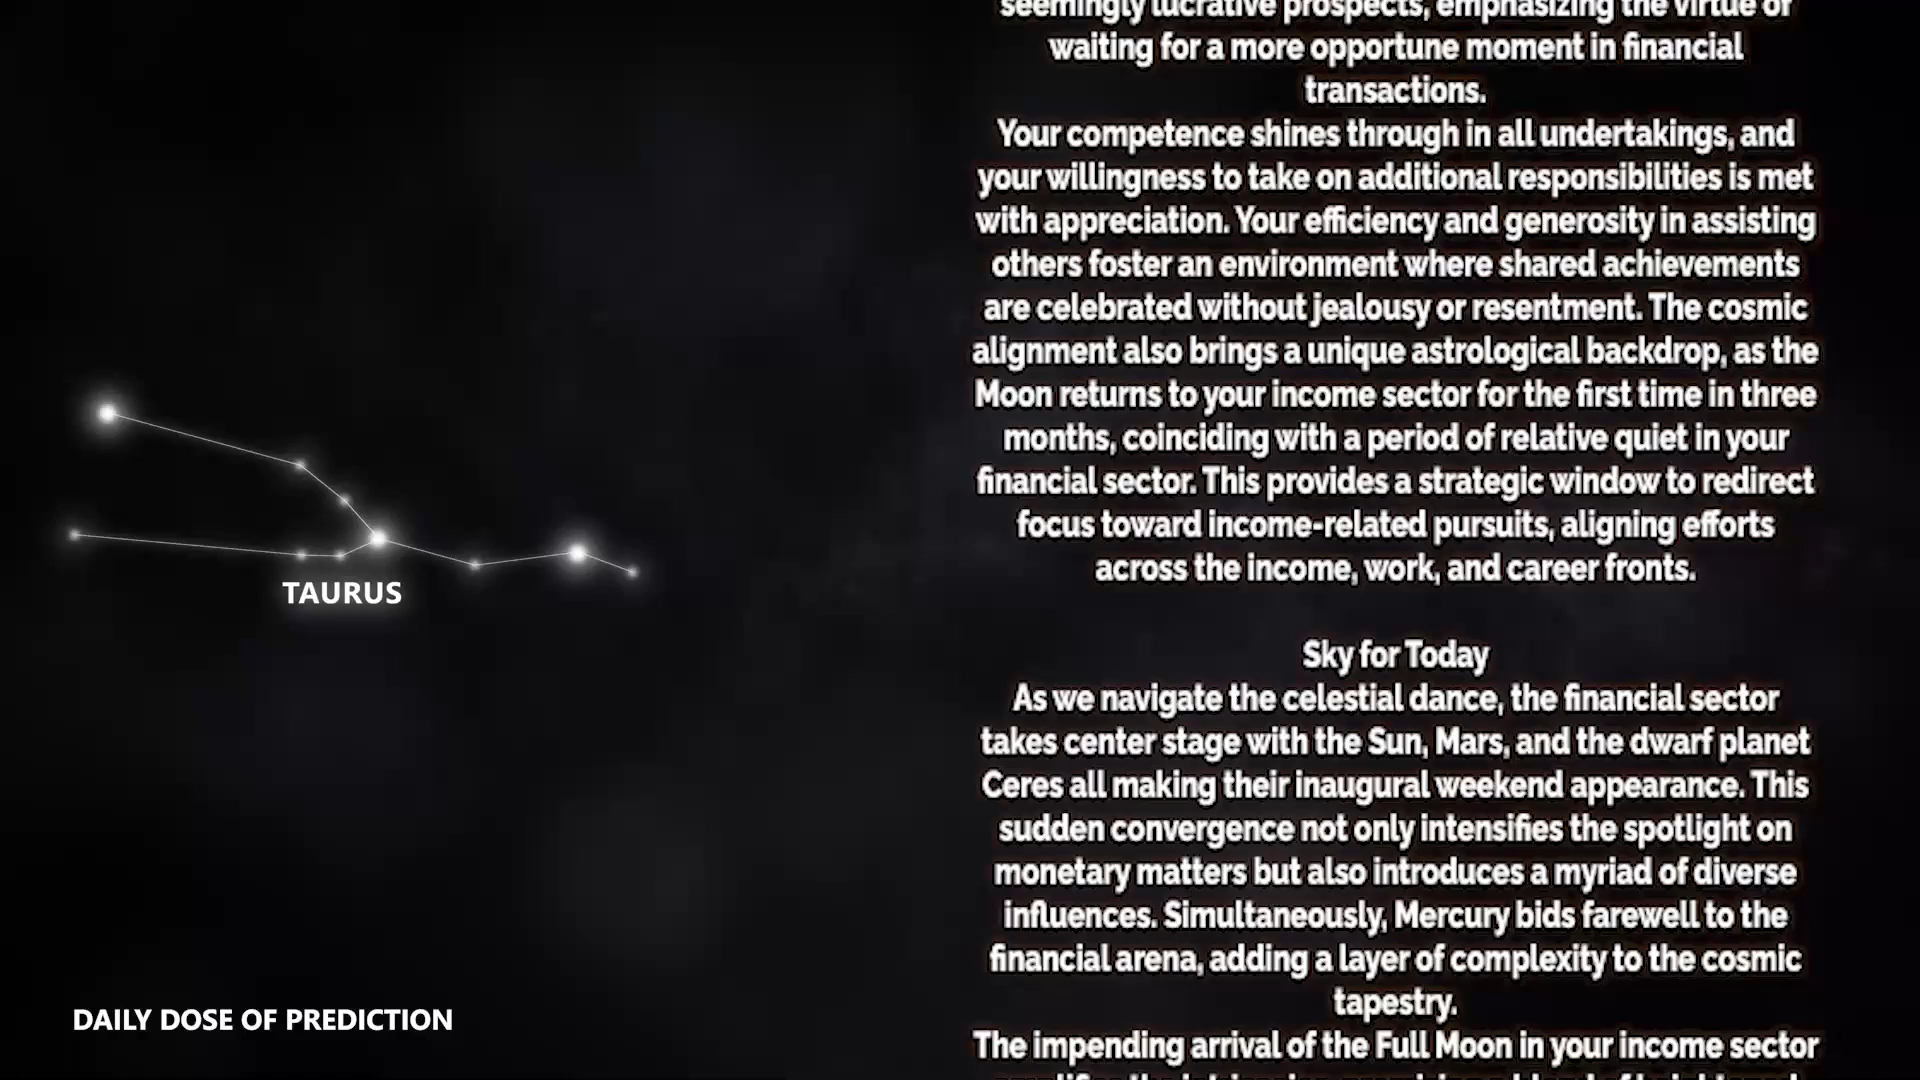 seemingly lucrative prospects, emphasizing the virtue of
waiting for a more opportune moment in financial
transactions.
Your competence shines through in all undertakings, and
your willingness to take on additional responsibilities is met
with appreciation. Your efficiency and generosity in assisting
others foster an environment where shared achievements
are celebrated without jealousy or resentment. The cosmic
alignment also brings a unique astrological backdrop, as the
Moon returns to your income sector for the first time in three
months, coinciding with a period of relative quiet in your
financial sector. This provides a strategic window to redirect
focus toward income-related pursuits, aligning efforts
across the income, work, and career fronts.
Sky for Today
As we navigate the celestial dance, the financial sector
takes center stage with the Sun, Mars, and the dwarf planet
Ceres all making their inaugural weekend appearance. This
sudden convergence not only intensifies the spotlight on
monetary matters but also introduces a myriad of diverse
influences. Simultaneously, Mercury bids farewell to the
financial arena, adding a layer of complexity to the cosmic
tapestry.
The impending arrival of the Full Moon in your income sector
TAURUS
DAILY DOSE OF PREDICTION